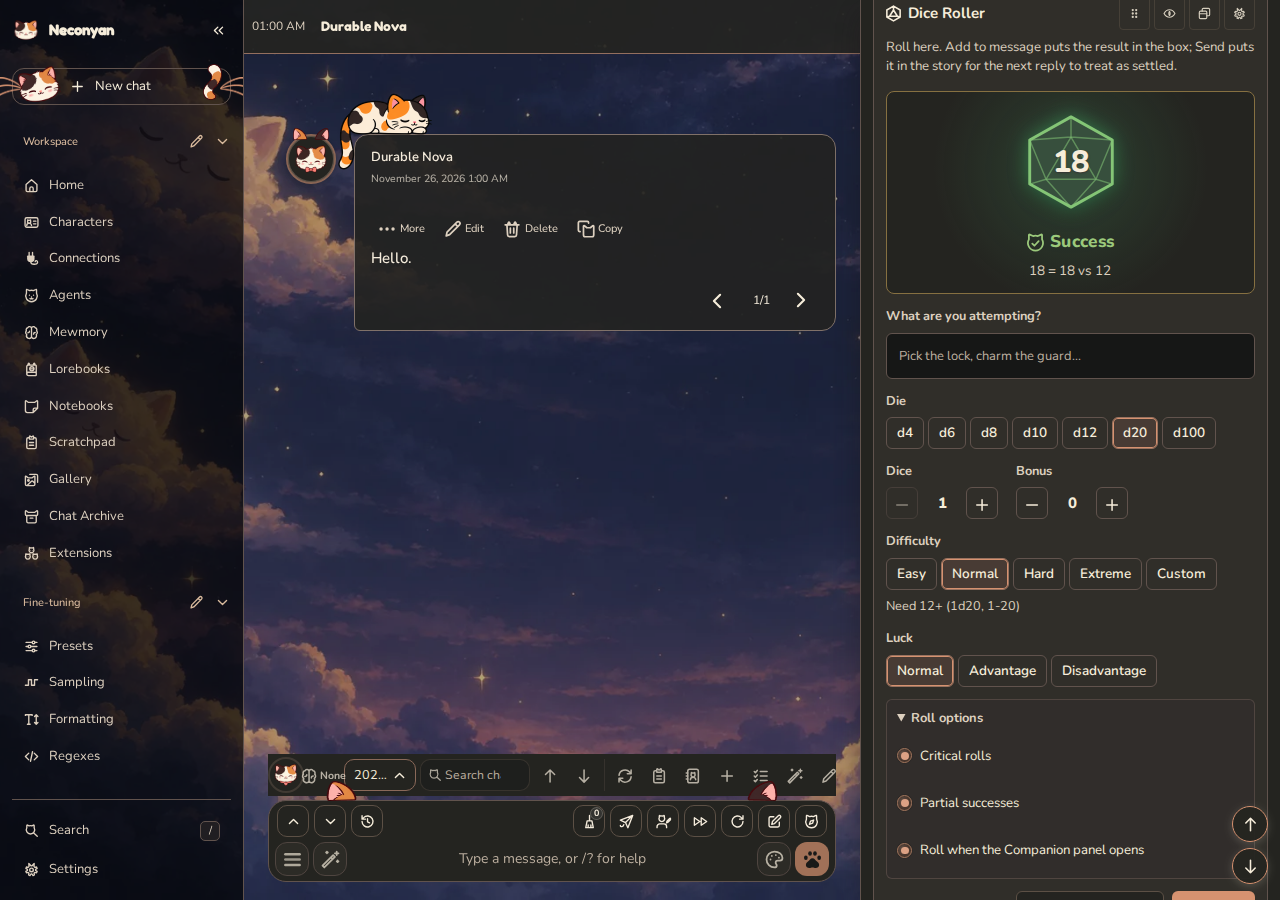 Neconyan
New chat
Workspace
Home
Characters
Connections
Agents
Mewmory
Lorebooks
Notebooks
Scratchpad
Gallery
Chat Archive
Extensions
Fine-tuning
Presets
Sampling
Formatting
Regexes
Search /
Settings
01:00 AM Durable Nova
Durable Nova
November 26, 2026 1:00 AM
More Edit Delete Copy
Hello.
1/1
None 202... Search ch
0
Type a message, or /? for help
Dice Roller
Roll here. Add to message puts the result in the box; Send puts
it in the story for the next reply to treat as settled.
18
Success
18 = 18 vs 12
What are you attempting?
Pick the lock, charm the guard...
Die
d4 d6 d8 d10 d12 d20 d100
Dice Bonus
1 0
Difficulty
Easy Normal Hard Extreme Custom
Need 12+ (1d20, 1-20)
Luck
Normal Advantage Disadvantage
Roll options
Critical rolls
Partial successes
Roll when the Companion panel opens